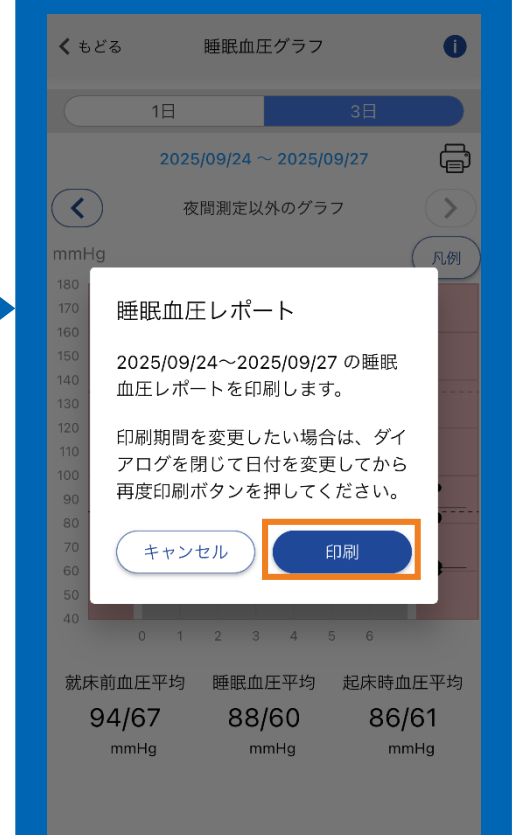 もどる
睡眠血圧グラフ
i
1日
3日
2025/09/24 ～ 2025/09/27
夜間測定以外のグラフ
mmHg
凡例
180
170
160
150
140
130
120
110
100
90
80
70
60
50
40
睡眠血圧レポート
2025/09/24～2025/09/27 の睡眠
血圧レポートを印刷します。
印刷期間を変更したい場合は、ダイ
アログを閉じて日付を変更してから
再度印刷ボタンを押してください。
キャンセル
印刷
0 1 2 3 4 5 6
就床前血圧平均 睡眠血圧平均 起床時血圧平均
94/67 88/60 86/61
mmHg mmHg mmHg